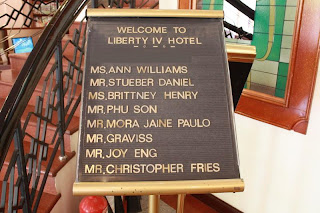 WELCOME TO
LIBERTY IV HOTEL
MS,ANN WILLIAMS
MR,STUEBER DANIEL
MS,BRITTNEY HENRY
MR,PHU SON
MR,MORA JAINE PAULO
MR,GRAVISS
MR,JOY ENG
MR,CHRISTOPHER FRIES